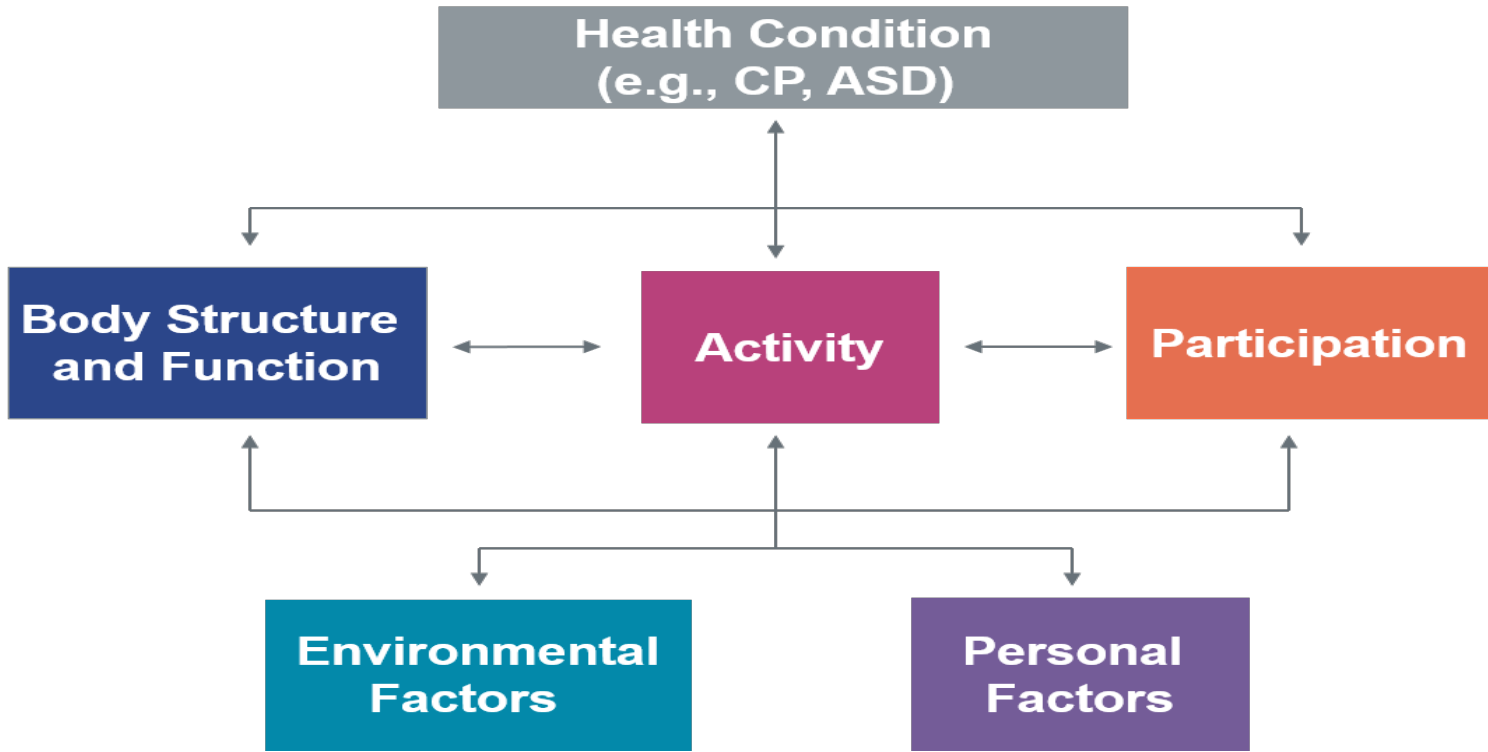 Health Condition
(e.g., CP, ASD)
Body Structure
and Function
Activity
Participation
Environmental
Factors
Personal
Factors